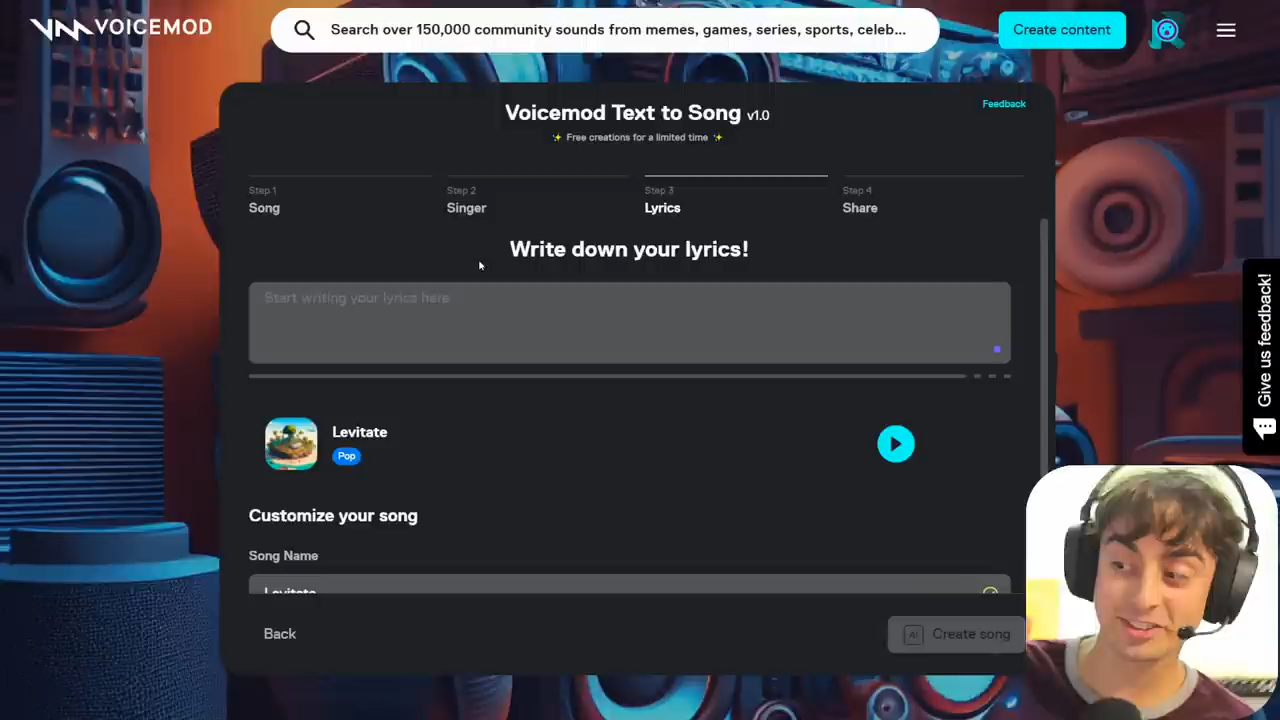 VOICEMOD
Search over 150,000 community sounds from memes, games, series, sports, celeb...
Create content
Voicemod Text to Song v1.0
Feedback
✨ Free creations for a limited time ✨
Step 1
Song
Step 2
Singer
Step 3
Lyrics
Step 4
Share
Write down your lyrics!
Start writing your lyrics here
Give us feedback!
Levitate
Pop
Customize your song
Song Name
Levitate
Back
AI Create song